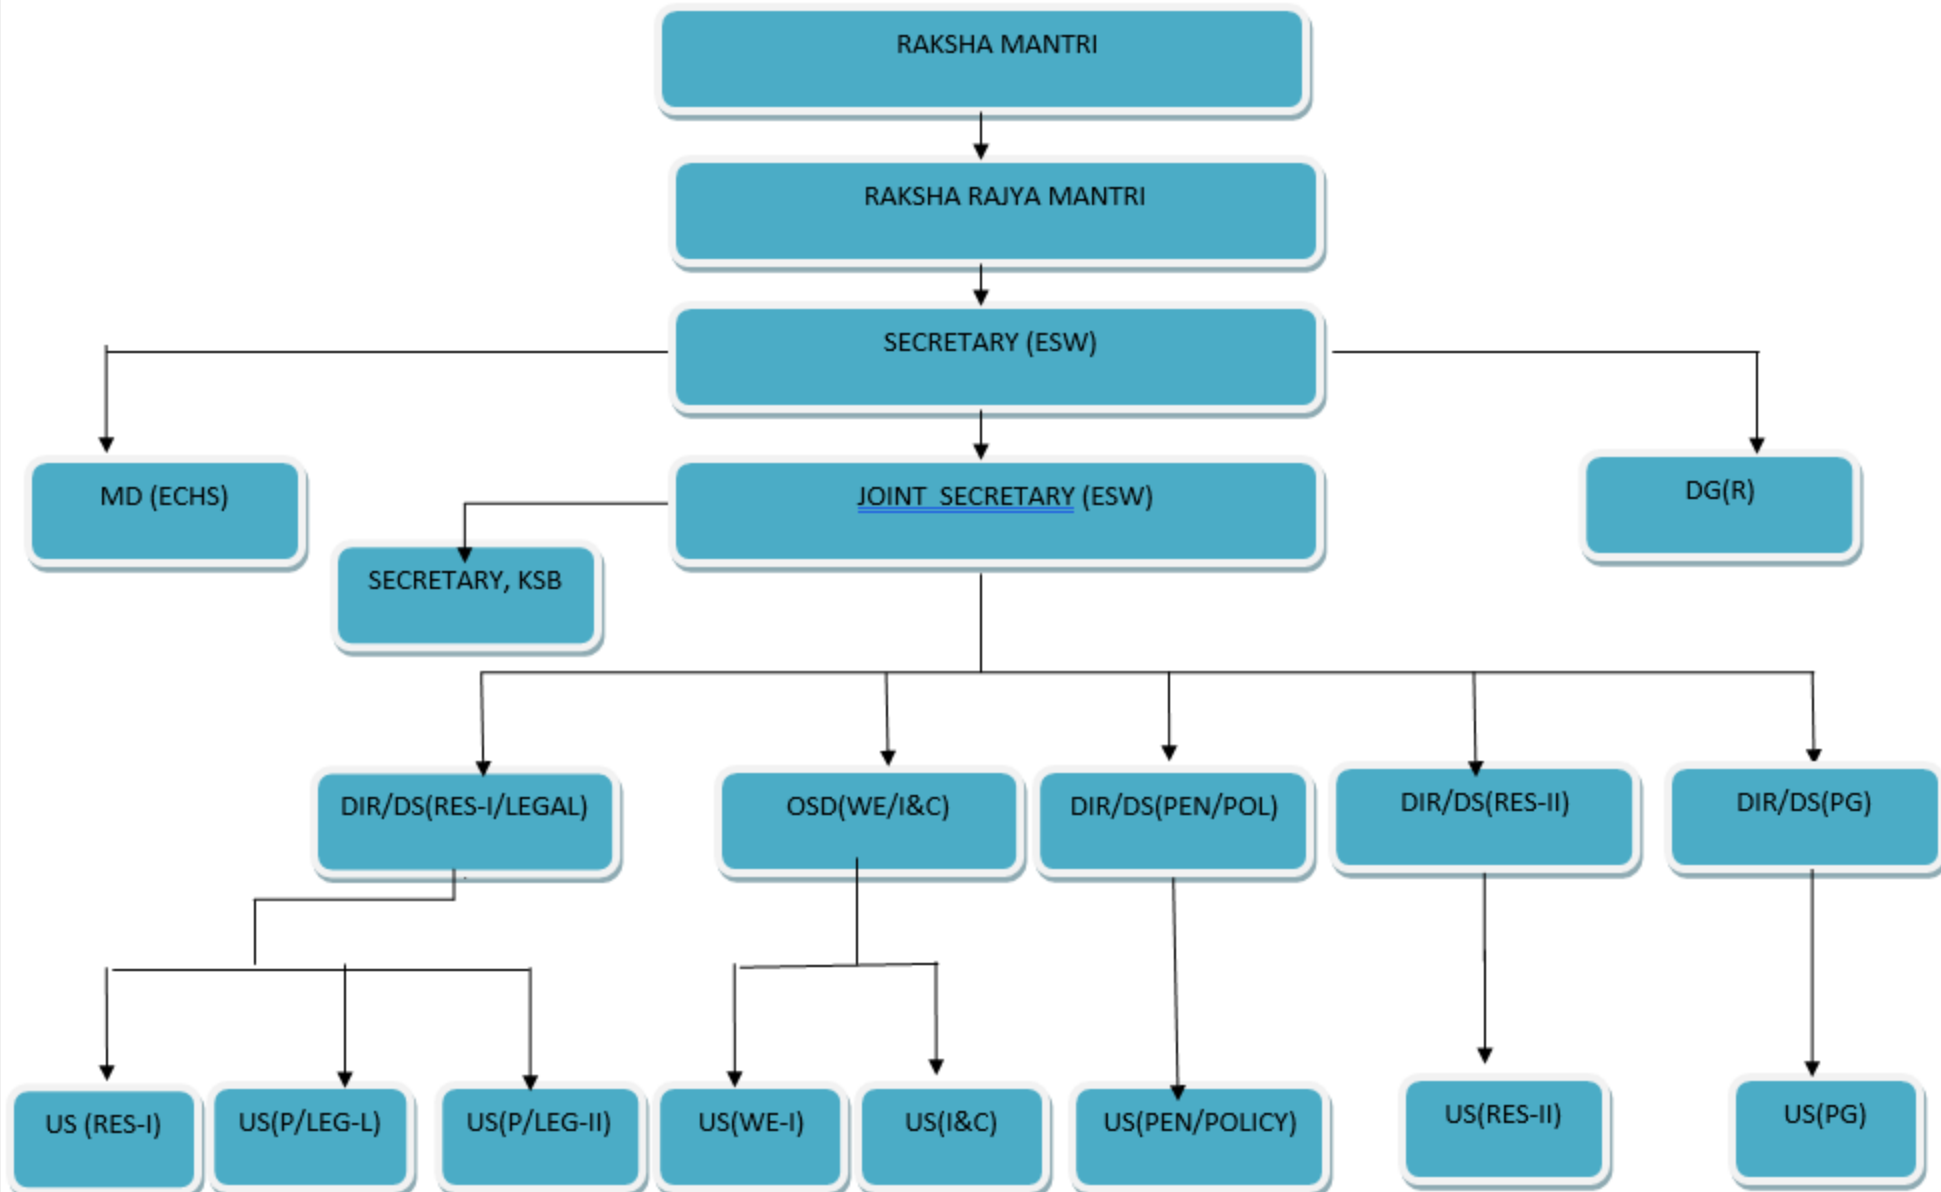 RAKSHA MANTRI
RAKSHA RAJYA MANTRI
SECRETARY (ESW)
MD (ECHS)
JOINT SECRETARY (ESW)
DG(R)
SECRETARY, KSB
DIR/DS(RES-I/LEGAL)
OSD(WE/I&C)
DIR/DS(PEN/POL)
DIR/DS(RES-II)
DIR/DS(PG)
US (RES-I)
US(P/LEG-L)
US(P/LEG-II)
US(WE-I)
US(I&C)
US(PEN/POLICY)
US(RES-II)
US(PG)